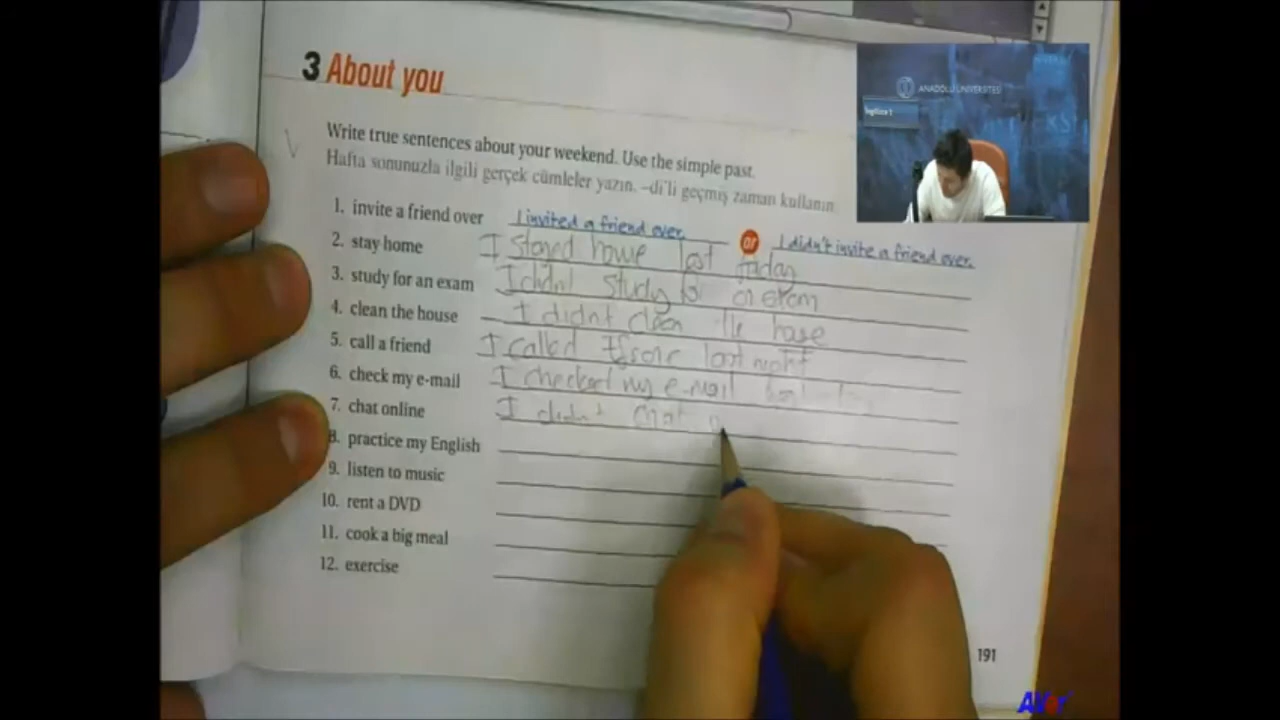 3 About you
ANADOLU ÜNİVERSİTESİ
İngilizce 1
Write true sentences about your weekend. Use the simple past.
Hafta sonunuzla ilgili gerçek cümleler yazın. –di'li geçmiş zaman kullanın.
1. invite a friend over I invited a friend over. or I didn't invite a friend over.
2. stay home I stayed home last friday
3. study for an exam I didn't study for an exam
4. clean the house I didn't clean the house
5. call a friend I called last night
6. check my e-mail I checked my e-mail
7. chat online I didn't chat
8. practice my English
9. listen to music
10. rent a DVD
11. cook a big meal
12. exercise
191